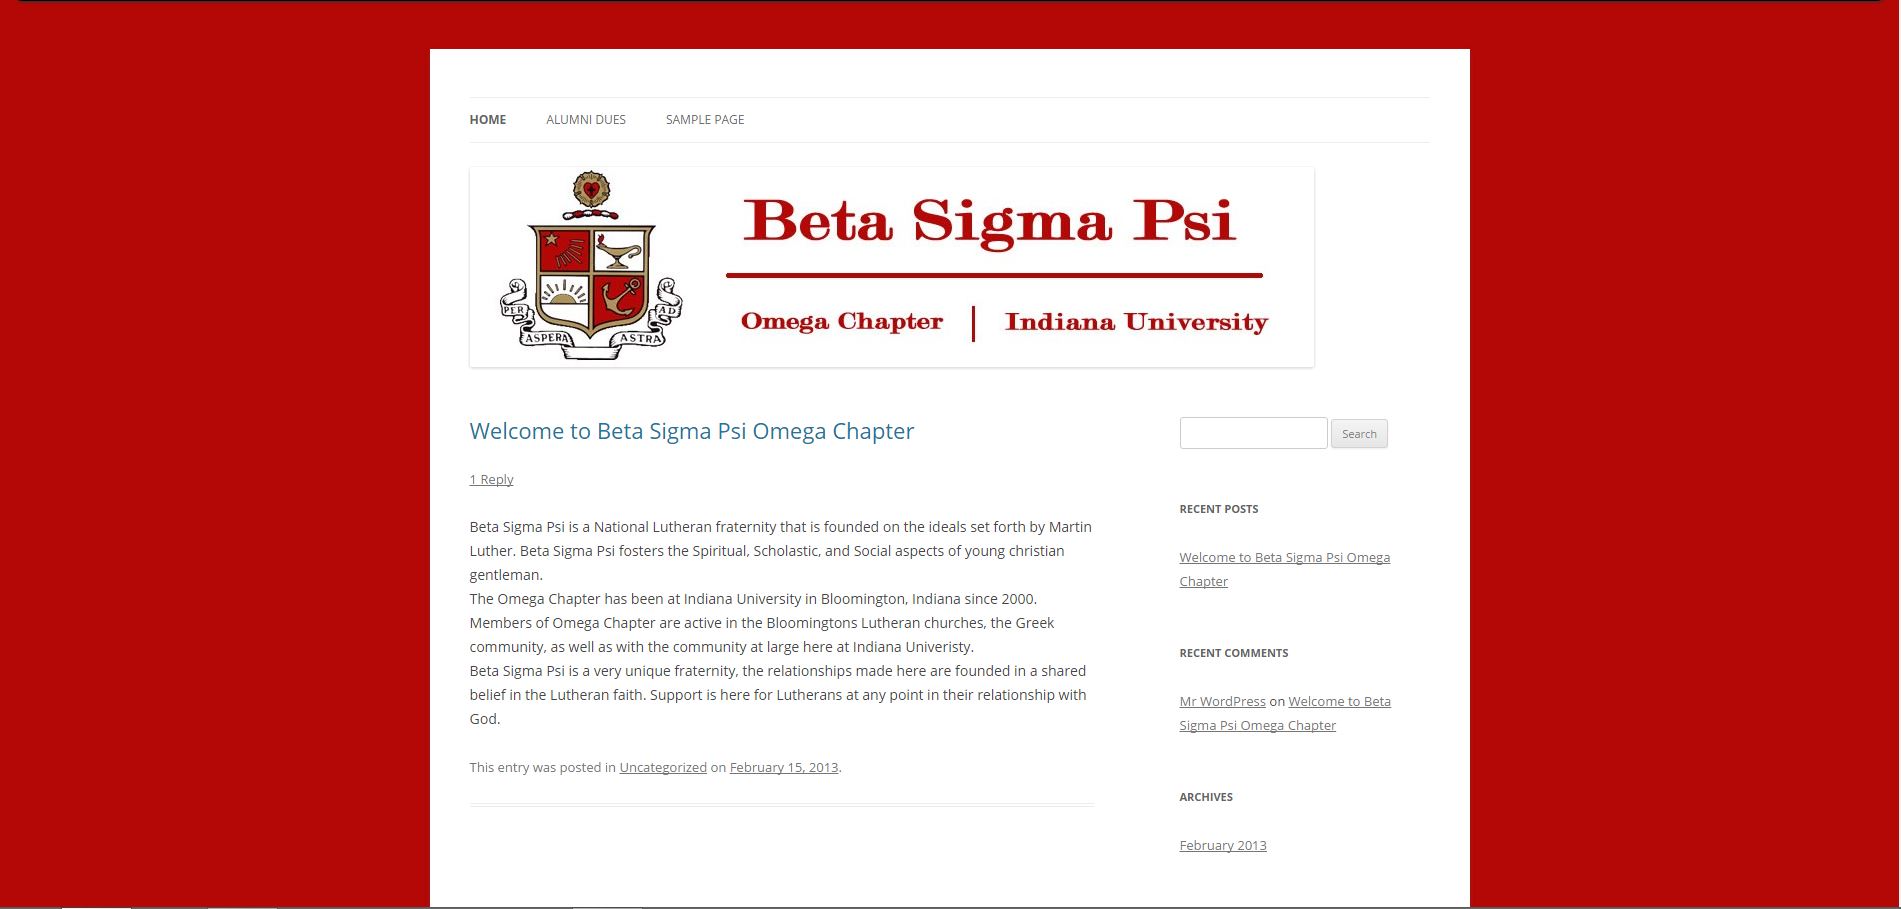 HOME ALUMNI DUES SAMPLE PAGE
Beta Sigma Psi
Omega Chapter | Indiana University
PER AD
ASPERA ASTRA
Welcome to Beta Sigma Psi Omega Chapter
1 Reply
Beta Sigma Psi is a National Lutheran fraternity that is founded on the ideals set forth by Martin
Luther. Beta Sigma Psi fosters the Spiritual, Scholastic, and Social aspects of young christian
gentleman.
The Omega Chapter has been at Indiana University in Bloomington, Indiana since 2000.
Members of Omega Chapter are active in the Bloomingtons Lutheran churches, the Greek
community, as well as with the community at large here at Indiana Univeristy.
Beta Sigma Psi is a very unique fraternity, the relationships made here are founded in a shared
belief in the Lutheran faith. Support is here for Lutherans at any point in their relationship with
God.
This entry was posted in Uncategorized on February 15, 2013.
Search
RECENT POSTS
Welcome to Beta Sigma Psi Omega
Chapter
RECENT COMMENTS
Mr WordPress on Welcome to Beta
Sigma Psi Omega Chapter
ARCHIVES
February 2013